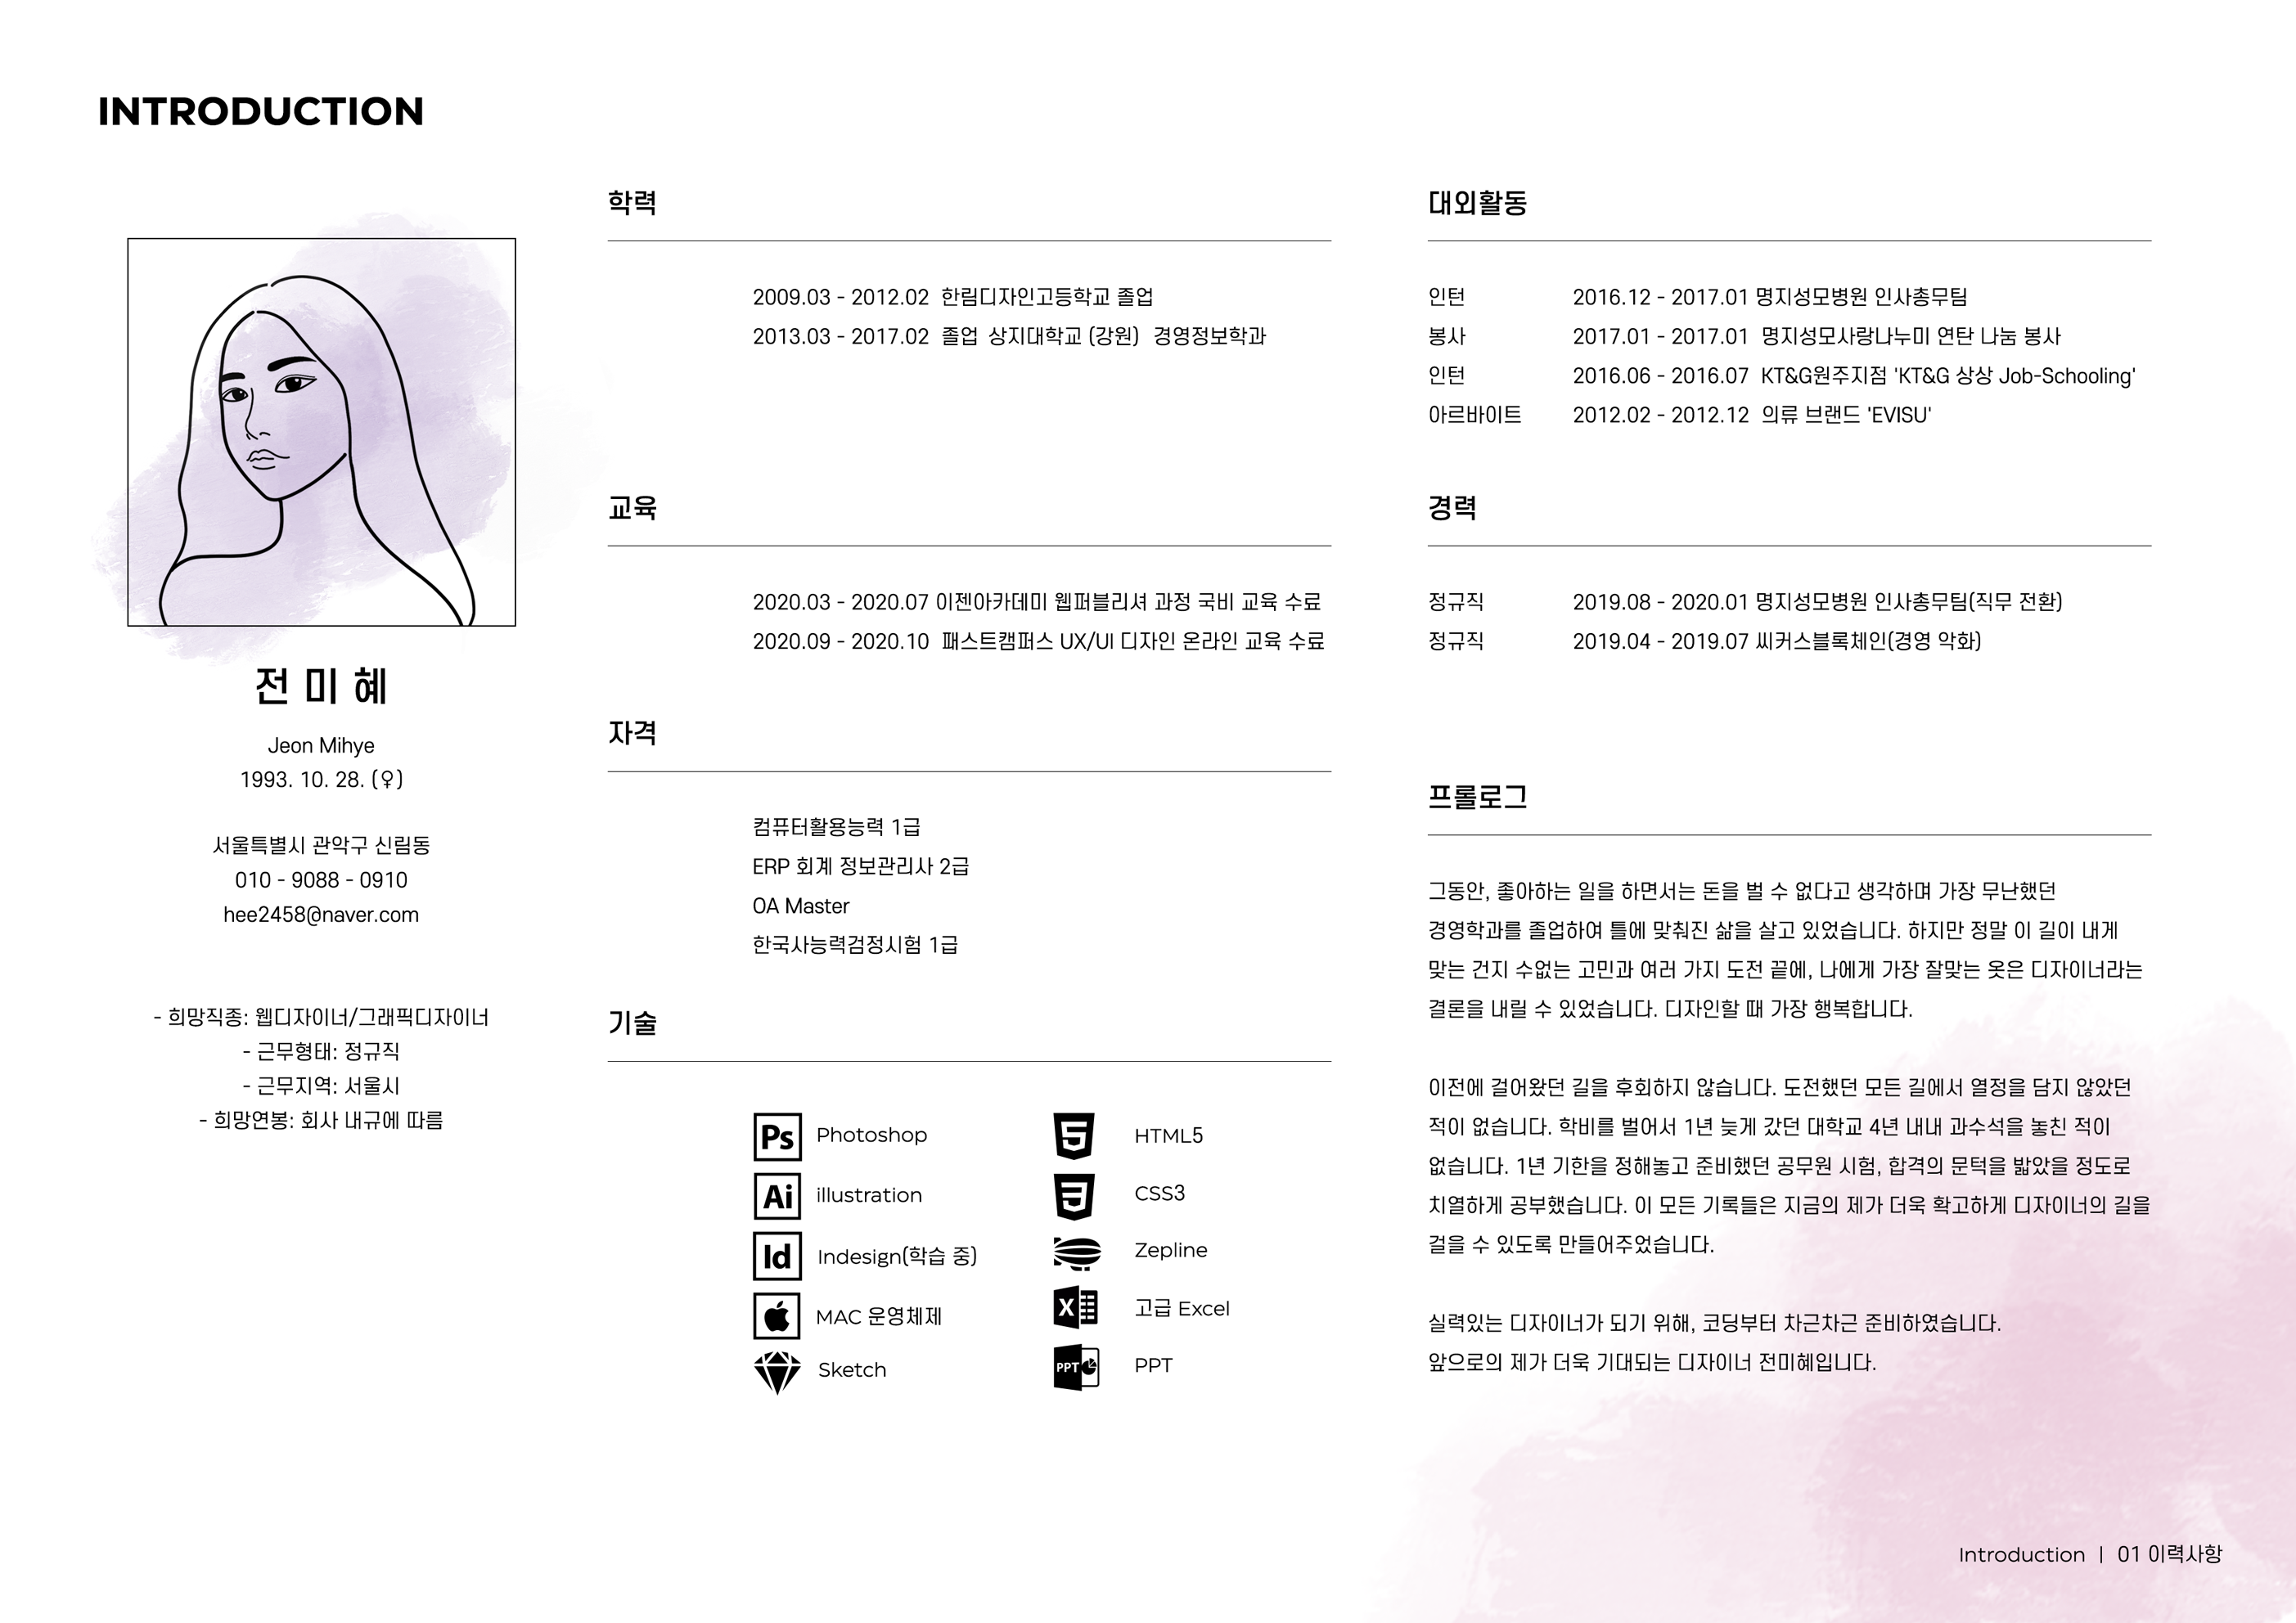 INTRODUCTION
전 미 혜
Jeon Mihye
1993. 10. 28. (♀)
서울특별시 관악구 신림동
010 - 9088 - 0910
hee2458@naver.com
- 희망직종: 웹디자이너/그래픽디자이너
- 근무형태: 정규직
- 근무지역: 서울시
- 희망연봉: 회사 내규에 따름
학력
2009.03 - 2012.02 한림디자인고등학교 졸업
2013.03 - 2017.02 졸업 상지대학교 (강원) 경영정보학과
교육
2020.03 - 2020.07 이젠아카데미 웹퍼블리셔 과정 국비 교육 수료
2020.09 - 2020.10 패스트캠퍼스 UX/UI 디자인 온라인 교육 수료
자격
컴퓨터활용능력 1급
ERP 회계 정보관리사 2급
OA Master
한국사능력검정시험 1급
기술
Ps Photoshop
Ai illustration
Id Indesign(학습 중)
MAC 운영체제
Sketch
HTML5
CSS3
Zepline
X 고급 Excel
PPT PPT
대외활동
인턴 2016.12 - 2017.01 명지성모병원 인사총무팀
봉사 2017.01 - 2017.01 명지성모사랑나누미 연탄 나눔 봉사
인턴 2016.06 - 2016.07 KT&G원주지점 'KT&G 상상 Job-Schooling'
아르바이트 2012.02 - 2012.12 의류 브랜드 'EVISU'
경력
정규직 2019.08 - 2020.01 명지성모병원 인사총무팀(직무 전환)
정규직 2019.04 - 2019.07 씨커스블록체인(경영 악화)
프롤로그
그동안, 좋아하는 일을 하면서는 돈을 벌 수 없다고 생각하며 가장 무난했던
경영학과를 졸업하여 틀에 맞춰진 삶을 살고 있었습니다. 하지만 정말 이 길이 내게
맞는 건지 수없는 고민과 여러 가지 도전 끝에, 나에게 가장 잘맞는 옷은 디자이너라는
결론을 내릴 수 있었습니다. 디자인할 때 가장 행복합니다.
이전에 걸어왔던 길을 후회하지 않습니다. 도전했던 모든 길에서 열정을 담지 않았던
적이 없습니다. 학비를 벌어서 1년 늦게 갔던 대학교 4년 내내 과수석을 놓친 적이
없습니다. 1년 기한을 정해놓고 준비했던 공무원 시험, 합격의 문턱을 밟았을 정도로
치열하게 공부했습니다. 이 모든 기록들은 지금의 제가 더욱 확고하게 디자이너의 길을
걸을 수 있도록 만들어주었습니다.
실력있는 디자이너가 되기 위해, 코딩부터 차근차근 준비하였습니다.
앞으로의 제가 더욱 기대되는 디자이너 전미혜입니다.
Introduction | 01 이력사항